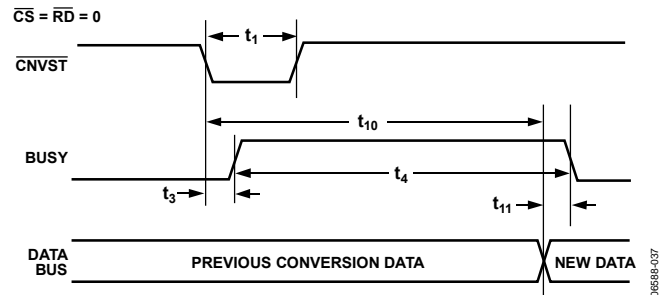 CS = RD = 0
t1
CNVST
t10
BUSY
t4
t3
t11
DATA
BUS
PREVIOUS CONVERSION DATA
NEW DATA
06588-037